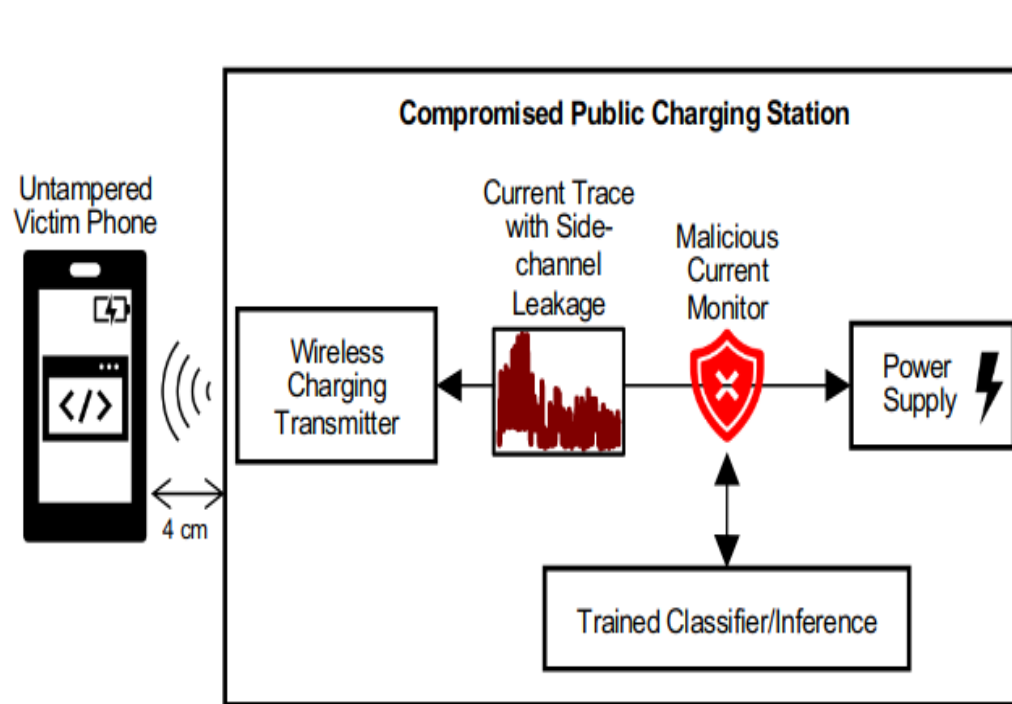 Compromised Public Charging Station
Untampered
Victim Phone
</>
4 cm
Wireless
Charging
Transmitter
Current Trace
with Side-
channel
Leakage
Malicious
Current
Monitor
Power
Supply
Trained Classifier/Inference